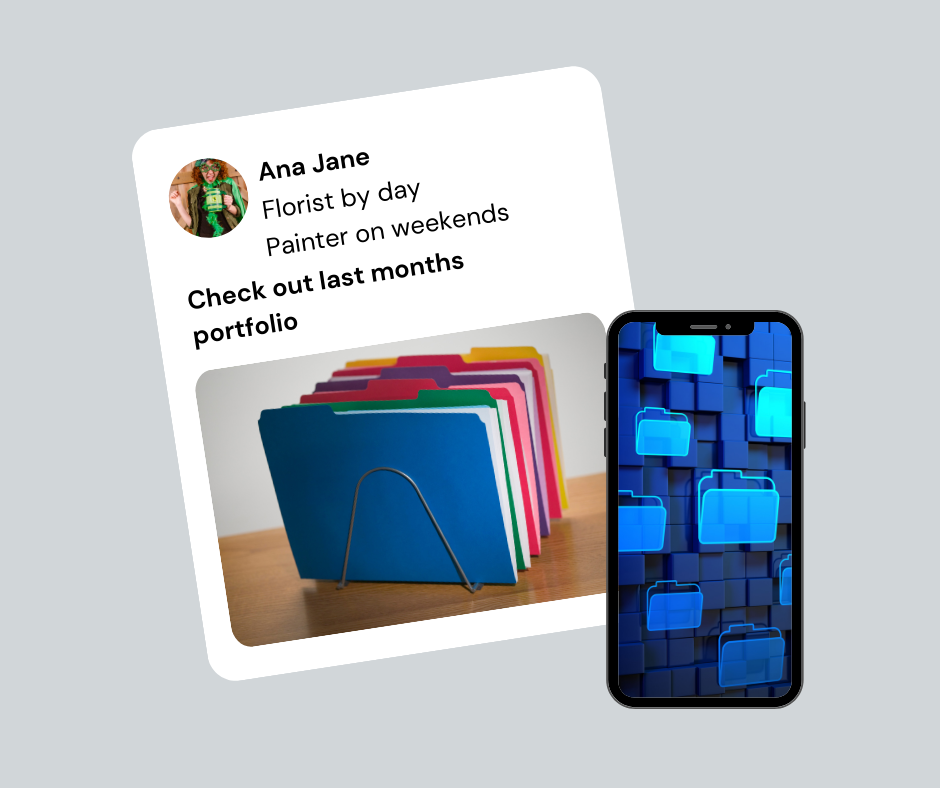 Ana Jane
Florist by day
Painter on weekends
Check out last months
portfolio